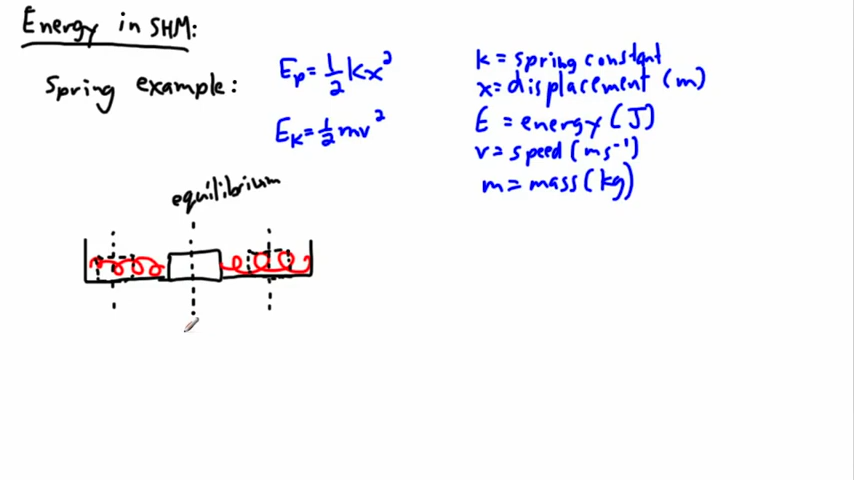 Energy in SHM:
Spring example:
Eₚ = ½ kx²
Eₖ = ½ mv²
k = spring constant
x = displacement (m)
E = energy (J)
v = speed (ms⁻¹)
m = mass (kg)
equilibrium